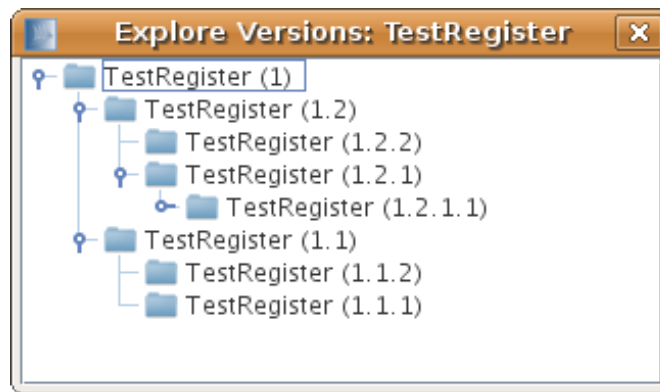 Explore Versions: TestRegister
TestRegister (1)
TestRegister (1.2)
TestRegister (1.2.2)
TestRegister (1.2.1)
TestRegister (1.2.1.1)
TestRegister (1.1)
TestRegister (1.1.2)
TestRegister (1.1.1)